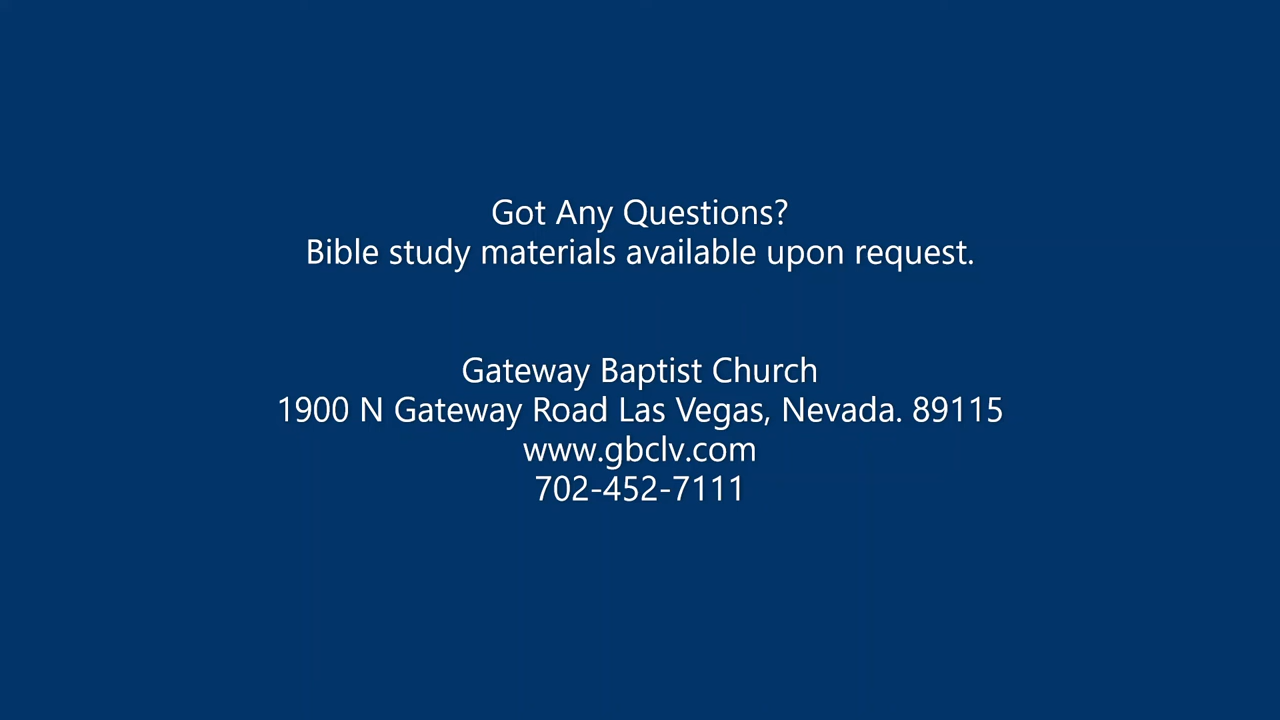 Got Any Questions?
Bible study materials available upon request.
Gateway Baptist Church
1900 N Gateway Road Las Vegas, Nevada. 89115
www.gbclv.com
702-452-7111